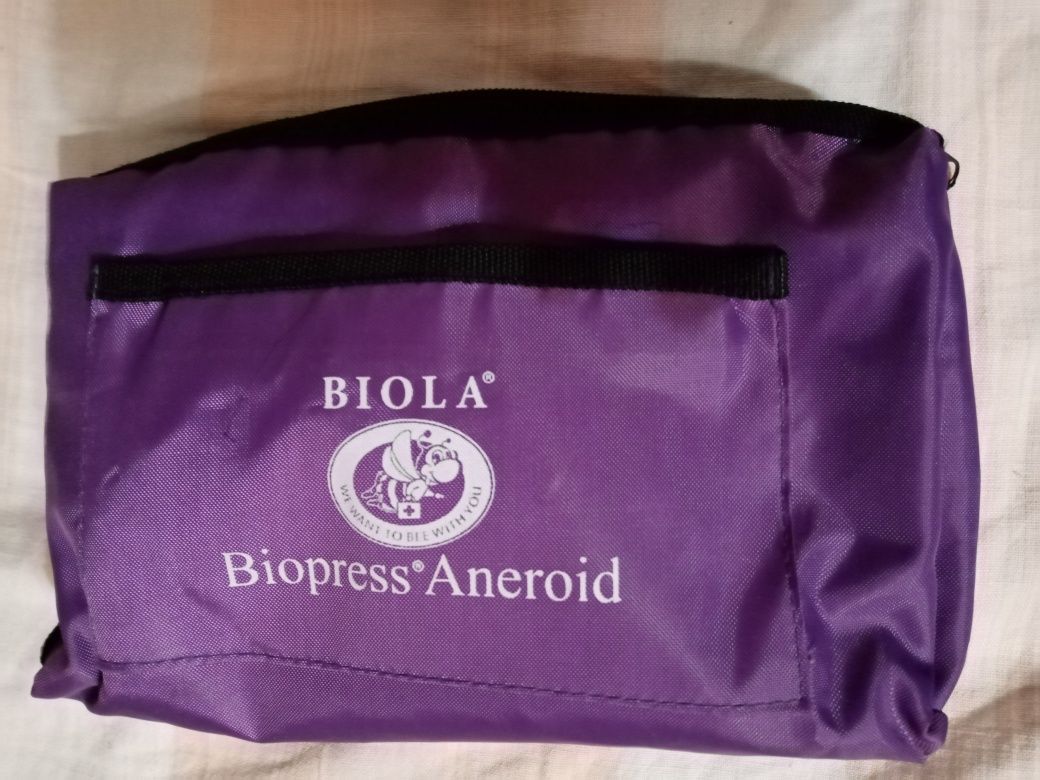 BIOLA®
WE WANT TO BEE WITH YOU
Biopress® Aneroid